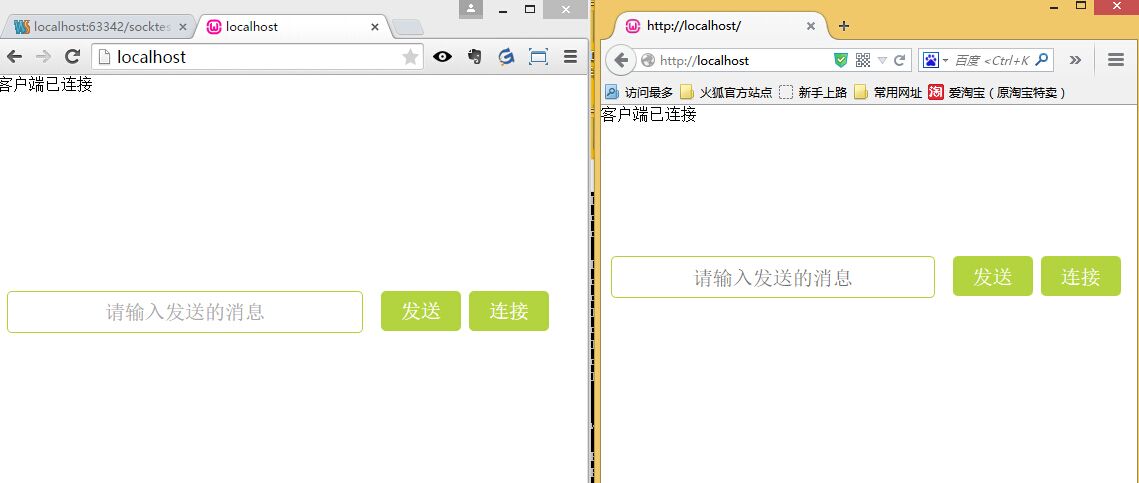 localhost:63342/socktes
localhost
localhost
客户端已连接
请输入发送的消息
发送
连接
http://localhost/
http://localhost
百度 <Ctrl+K
访问最多
火狐官方站点
新手上路
常用网址
淘
爱淘宝（原淘宝特卖）
客户端已连接
请输入发送的消息
发送
连接